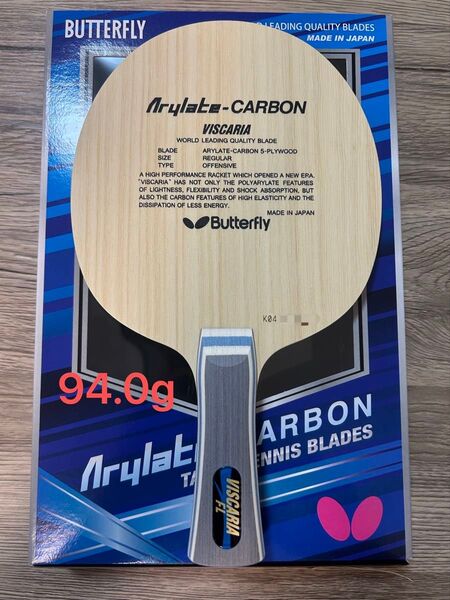 BUTTERFLY
LEADING QUALITY BLADES
MADE IN JAPAN
Arylate-CARBON
VISCARIA
WORLD LEADING QUALITY BLADE
BLADE ARYLATE-CARBON 5-PLYWOOD
SIZE REGULAR
TYPE OFFENSIVE
A HIGH PERFORMANCE RACKET WHICH OPENED A NEW ERA.
"VISCARIA" HAS NOT ONLY THE POLYARYLATE FEATURES
OF LIGHTNESS, FLEXIBILITY AND SHOCK ABSORPTION, BUT
ALSO THE CARBON FEATURES OF HIGH ELASTICITY AND THE
DISSIPATION OF LESS ENERGY.
MADE IN JAPAN
Butterfly
K04
94.0g
Arylate-CARBON
TA ENNIS BLADES
VISCARIA
FL